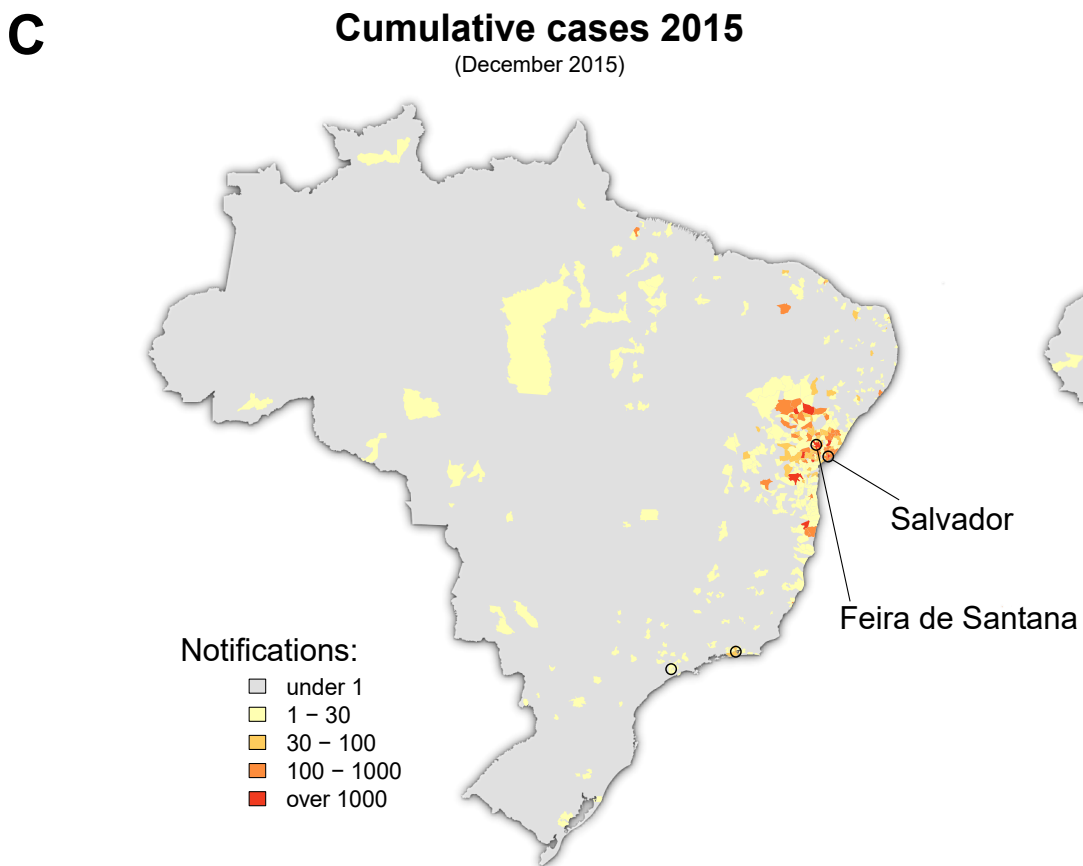 C
Cumulative cases 2015
(December 2015)
Salvador
Feira de Santana
Notifications:
under 1
1 − 30
30 − 100
100 − 1000
over 1000